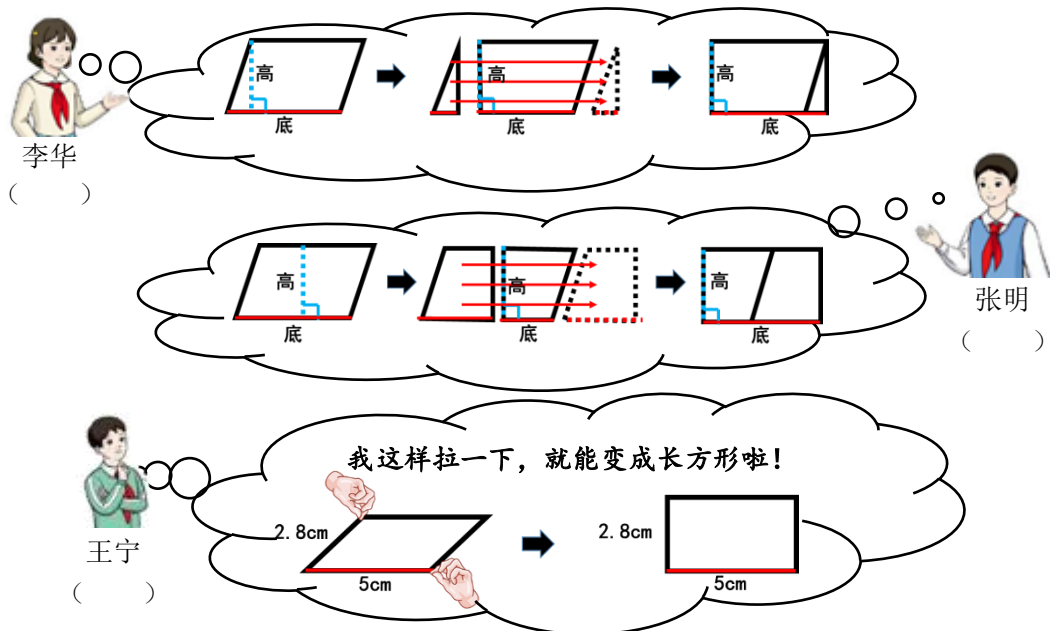 高
底
高
底
高
底
李华
（ ）
高
底
高
底
高
底
张明
（ ）
我这样拉一下，就能变成长方形啦！
2.8cm
5cm
2.8cm
5cm
王宁
（ ）